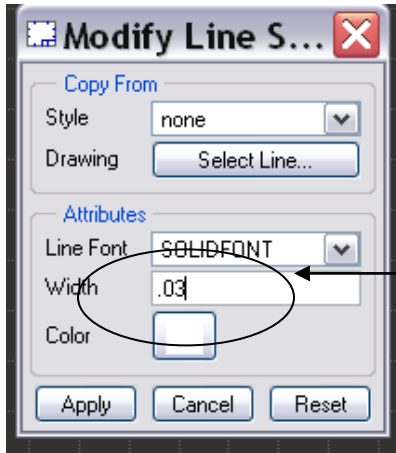 Modify Line S...
Copy From
Style none
Drawing Select Line...
Attributes
Line Font SOLIDFONT
Width .03
Color
Apply Cancel Reset